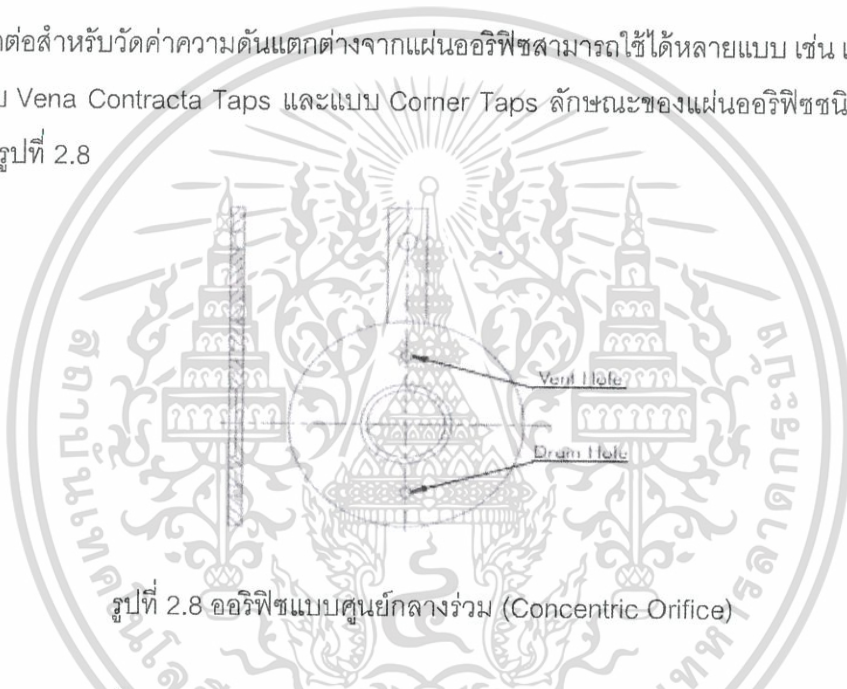 ต่อสำหรับวัดค่าความดันแตกต่างจากแผ่นออริฟิซสามารถใช้ได้หลายแบบ เช่น
Vena Contracta Taps และแบบ Corner Taps ลักษณะของแผ่นออริฟิซชนิ
รูปที่ 2.8
Vent Hole
Drain Hole
รูปที่ 2.8 ออริฟิซแบบศูนย์กลางร่วม (Concentric Orifice)